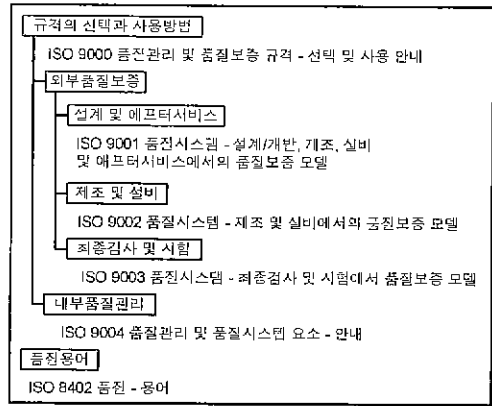 규격의 선택과 사용방법
ISO 9000 품질관리 및 품질보증 규격 - 선택 및 사용 안내
외부품질보증
설계 및 애프터서비스
ISO 9001 품질시스템 - 설계/개발, 제조, 설비
및 애프터서비스에서의 품질보증 모델
제조 및 설비
ISO 9002 품질시스템 - 제조 및 설비에서의 품질보증 모델
최종검사 및 시험
ISO 9003 품질시스템 - 최종검사 및 시험에서 품질보증 모델
내부품질관리
ISO 9004 품질관리 및 품질시스템 요소 - 안내
품질용어
ISO 8402 품질 - 용어